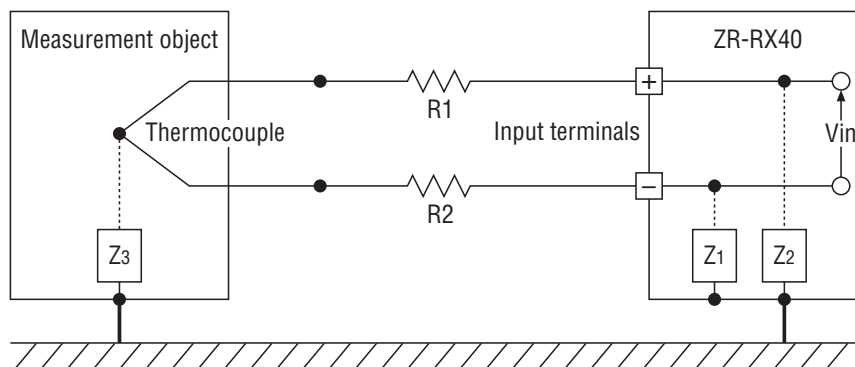 Measurement object
ZR-RX40
+
R1
Thermocouple
Input terminals
Vin
−
R2
Z3
Z1
Z2